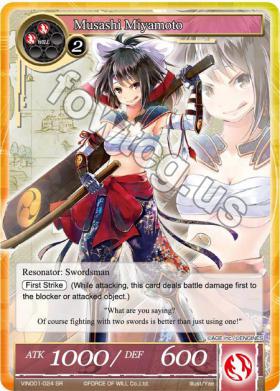 Musashi Miyamoto
WILL
2
fowtcg.us
Resonator: Swordsman
First Strike (While attacking, this card deals battle damage first to
the blocker or attacked object.)
"What are you saying?
Of course fighting with two swords is better than just using one!"
ATK 1000/ DEF 600
VIN001-024 SR ©FORCE OF WILL Co.,Ltd. Illust/Yae